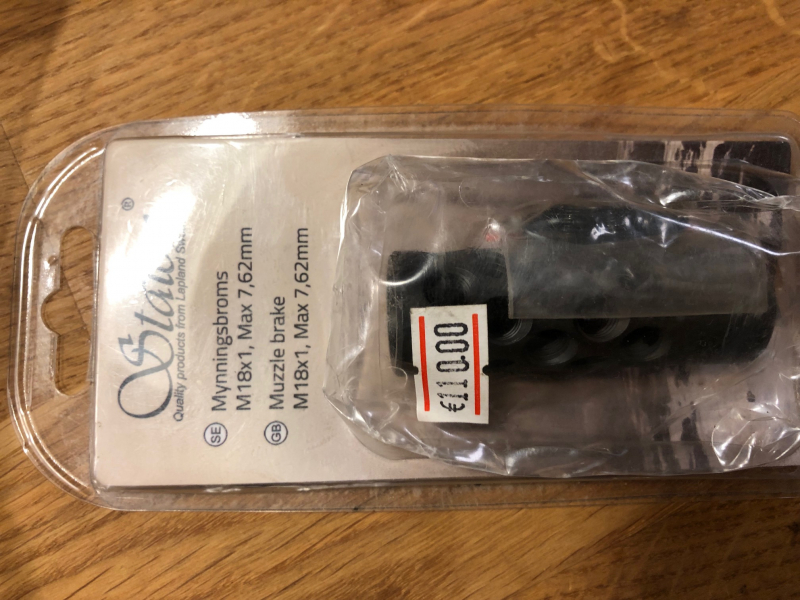 ®
Quality products from Lapland
SE
Mynningsbroms
M18x1, Max 7,62mm
GB
Muzzle brake
M18x1, Max 7,62mm
€110.00